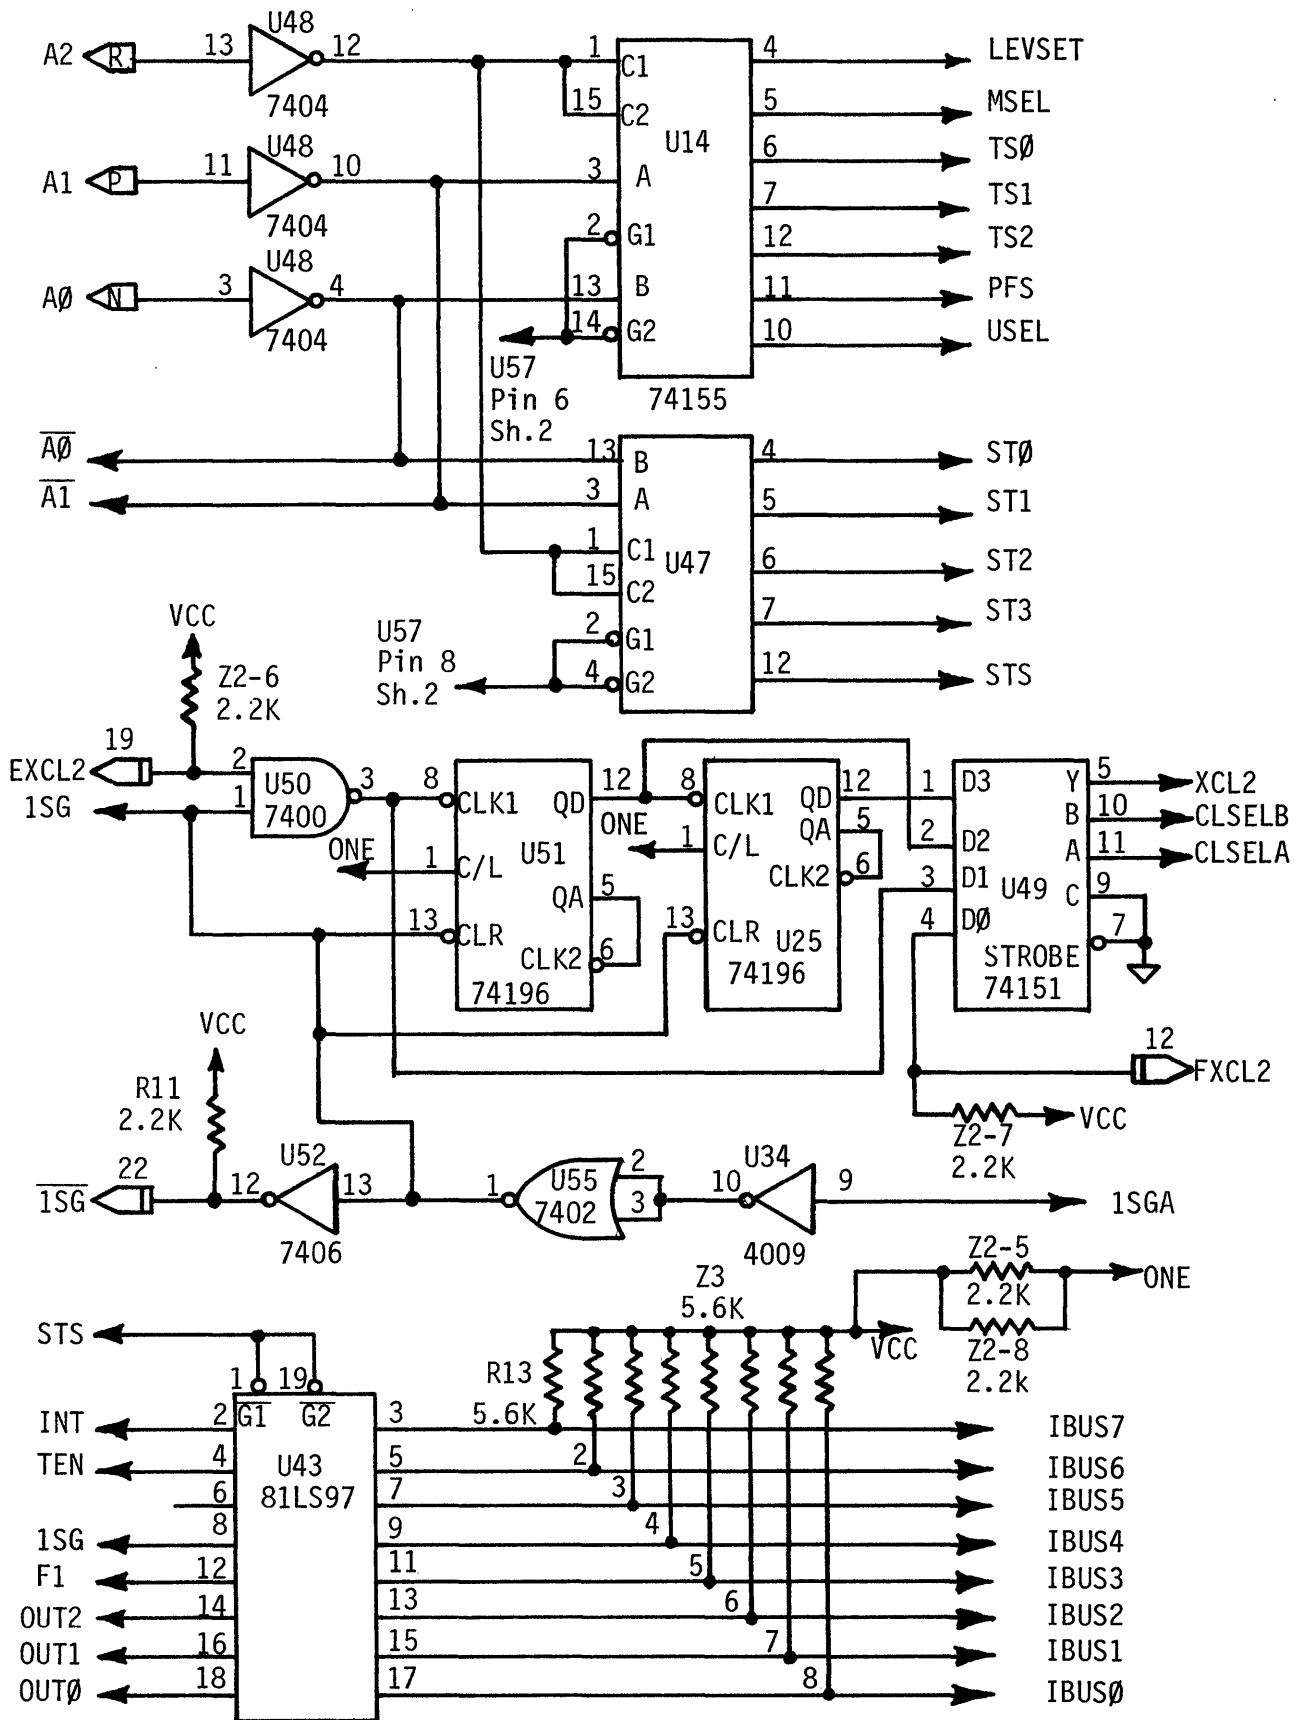 A2 R 13 U48 12 7404
1 C1 15 C2 U14
4 LEVSET
5 MSEL
6 TSØ
A1 P 11 U48 10 7404
3 A
7 TS1
2 G1
12 TS2
AØ N 3 U48 4 7404
13 B
11 PFS
14 G2
10 USEL
74155
U57
Pin 6
Sh.2
AØ
13 B
4 STØ
A1
3 A
5 ST1
1 C1
U47
15 C2
6 ST2
2 G1
7 ST3
4 G2
12 STS
U57
Pin 8
Sh.2
VCC
Z2-6
2.2K
19
EXCL2
1SG
2
1
U50
7400
3
8 CLK1
QD 12
ONE
1 C/L
U51
QA 5
13 CLR
CLK2 6
74196
8 CLK1
QD 12
ONE
1 C/L
QA 5
CLK2 6
13 CLR
U25
74196
1 D3
2 D2
3 D1
4 DØ
U49
Y 5 XCL2
B 10 CLSELB
A 11 CLSELA
C 9
7
STROBE
74151
12
FXCL2
Z2-7
2.2K
VCC
VCC
R11
2.2K
22
1SG
12
U52
13
7406
1
U55
7402
2
3
10
U34
9
4009
1SGA
Z2-5
2.2K
ONE
Z2-8
2.2k
Z3
5.6K
VCC
R13
5.6K
STS
1 19
G1 G2
U43
81LS97
INT 2 3 IBUS7
TEN 4 5 2 IBUS6
6 7 3 IBUS5
1SG 8 9 4 IBUS4
F1 12 11 5 IBUS3
OUT2 14 13 6 IBUS2
OUT1 16 15 7 IBUS1
OUTØ 18 17 8 IBUSØ